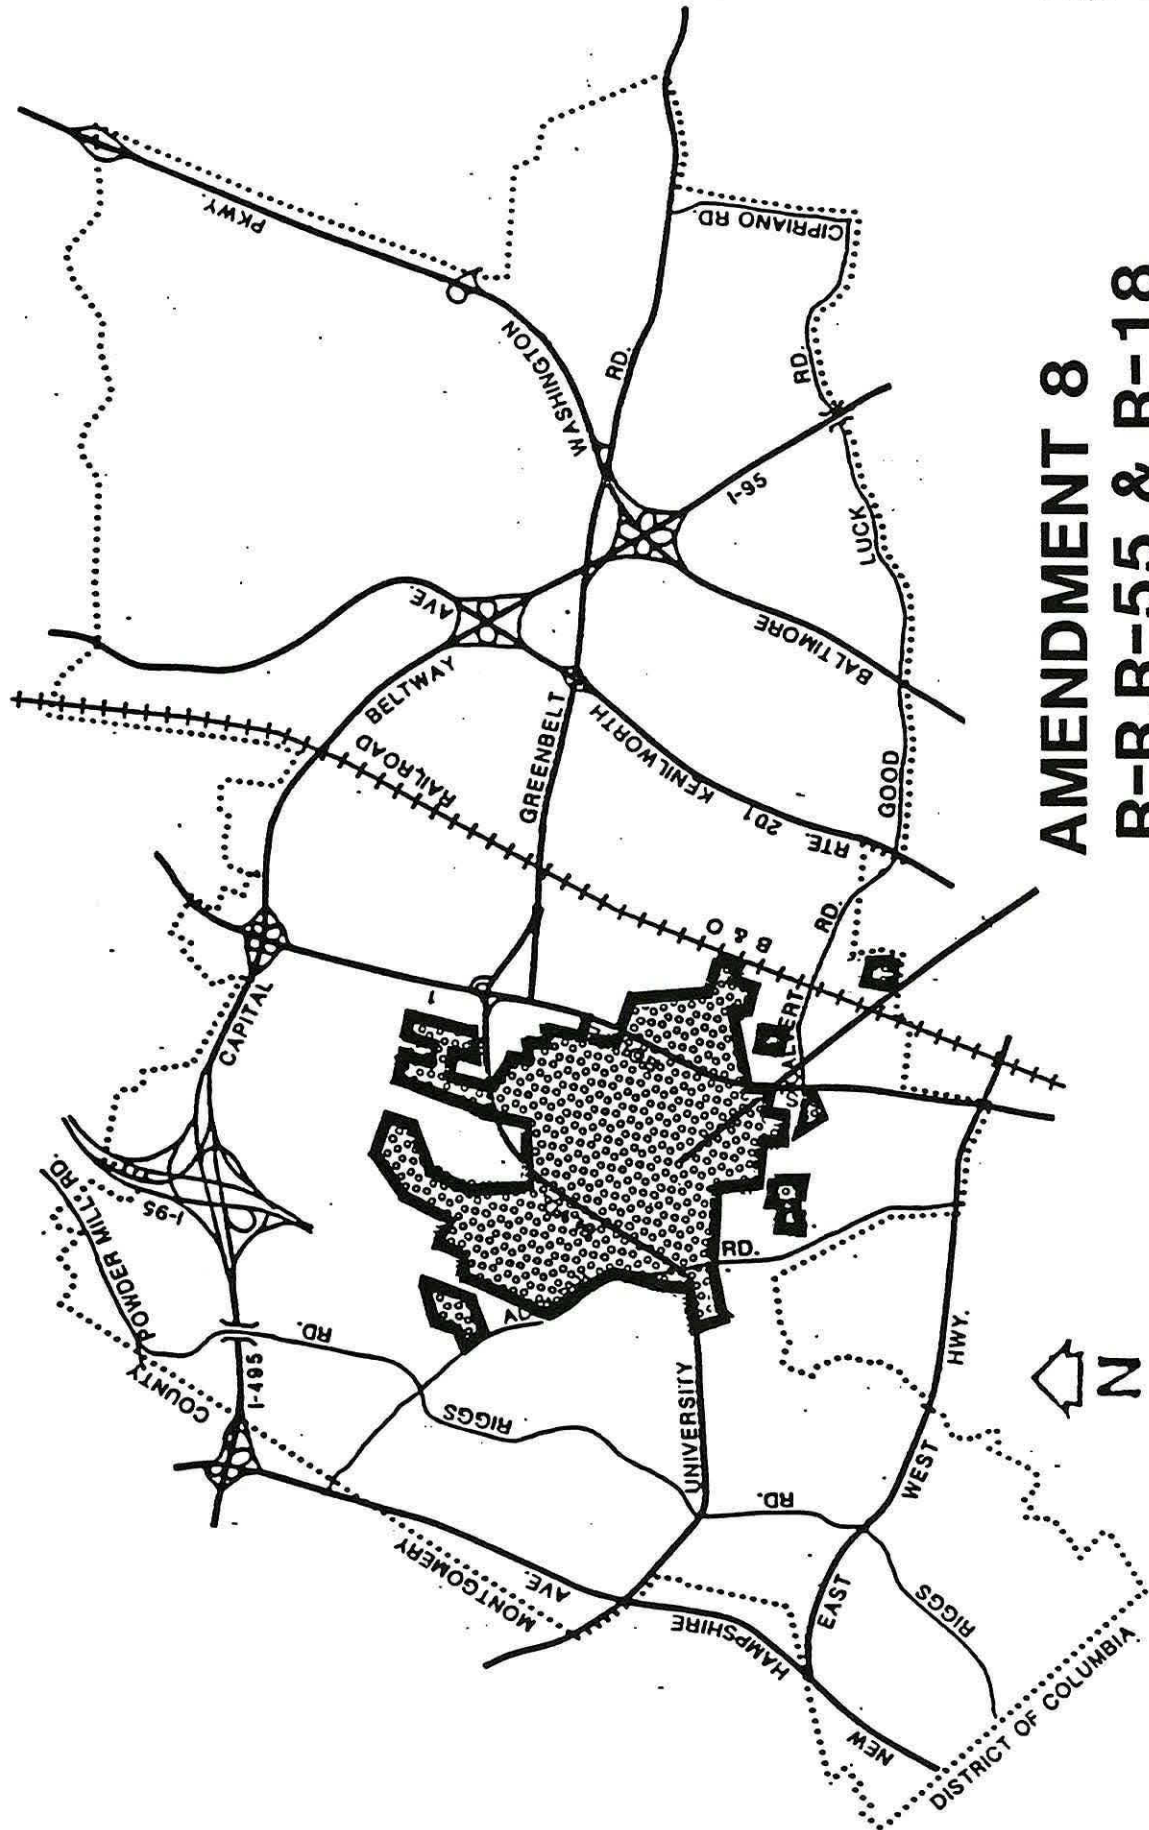 PKWY.
WASHINGTON
RD.
CIPRIANO RD.
RD.
I-95
LUCK
BALTIMORE
AVE.
BELTWAY
RAILROAD
GREENBELT
KENILWORTH
201
RTE.
GOOD
RD.
B & O
CALVERT
1
CAPITAL
I-95
POWDER MILL RD.
COUNTY
I-495
RD.
RIGGS
UNIVERSITY
RD.
RD.
HWY.
WEST
EAST
RIGGS
MONTGOMERY
AVE.
HAMPSHIRE
NEW
DISTRICT OF COLUMBIA
N
AMENDMENT 8